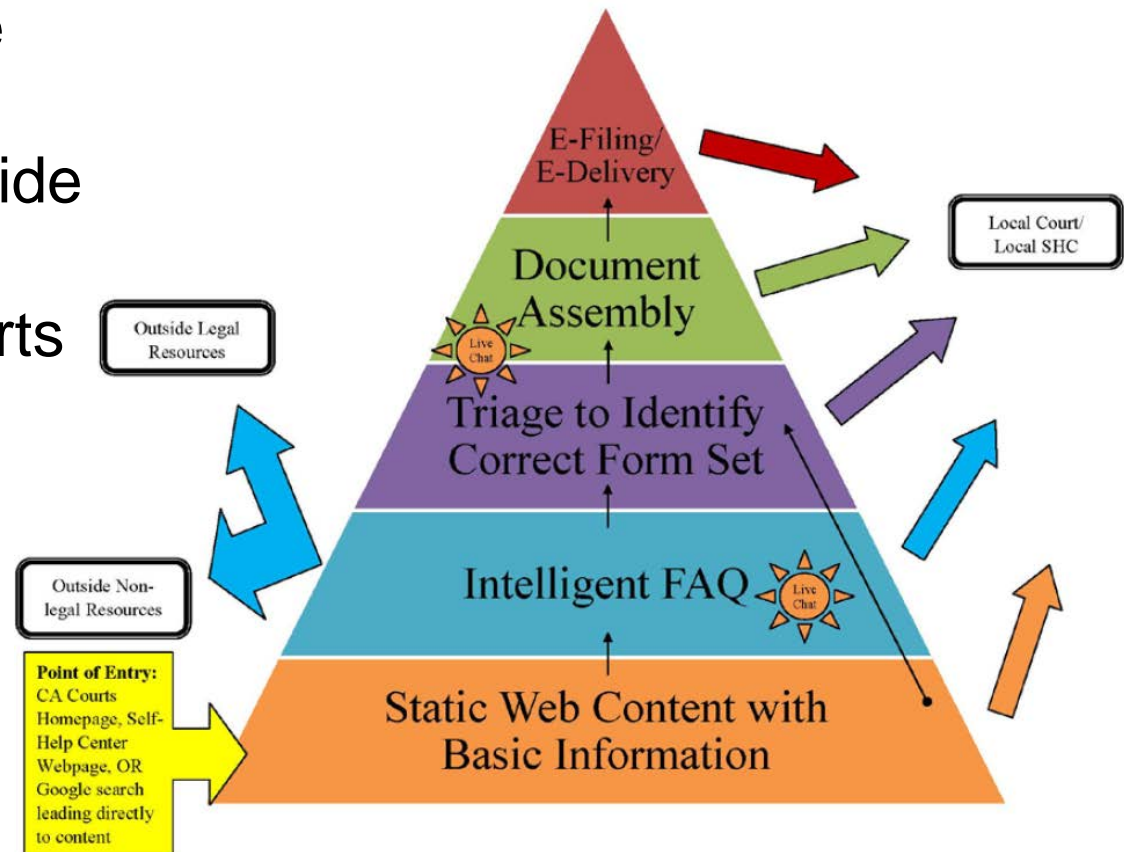 e
ide
rts
E-Filing/
E-Delivery
Local Court/
Local SHC
Document
Assembly
Live
Chat
Outside Legal
Resources
Triage to Identify
Correct Form Set
Intelligent FAQ
Live
Chat
Outside Non-
legal Resources
Point of Entry:
CA Courts
Homepage, Self-
Help Center
Webpage, OR
Google search
leading directly
to content
Static Web Content with
Basic Information